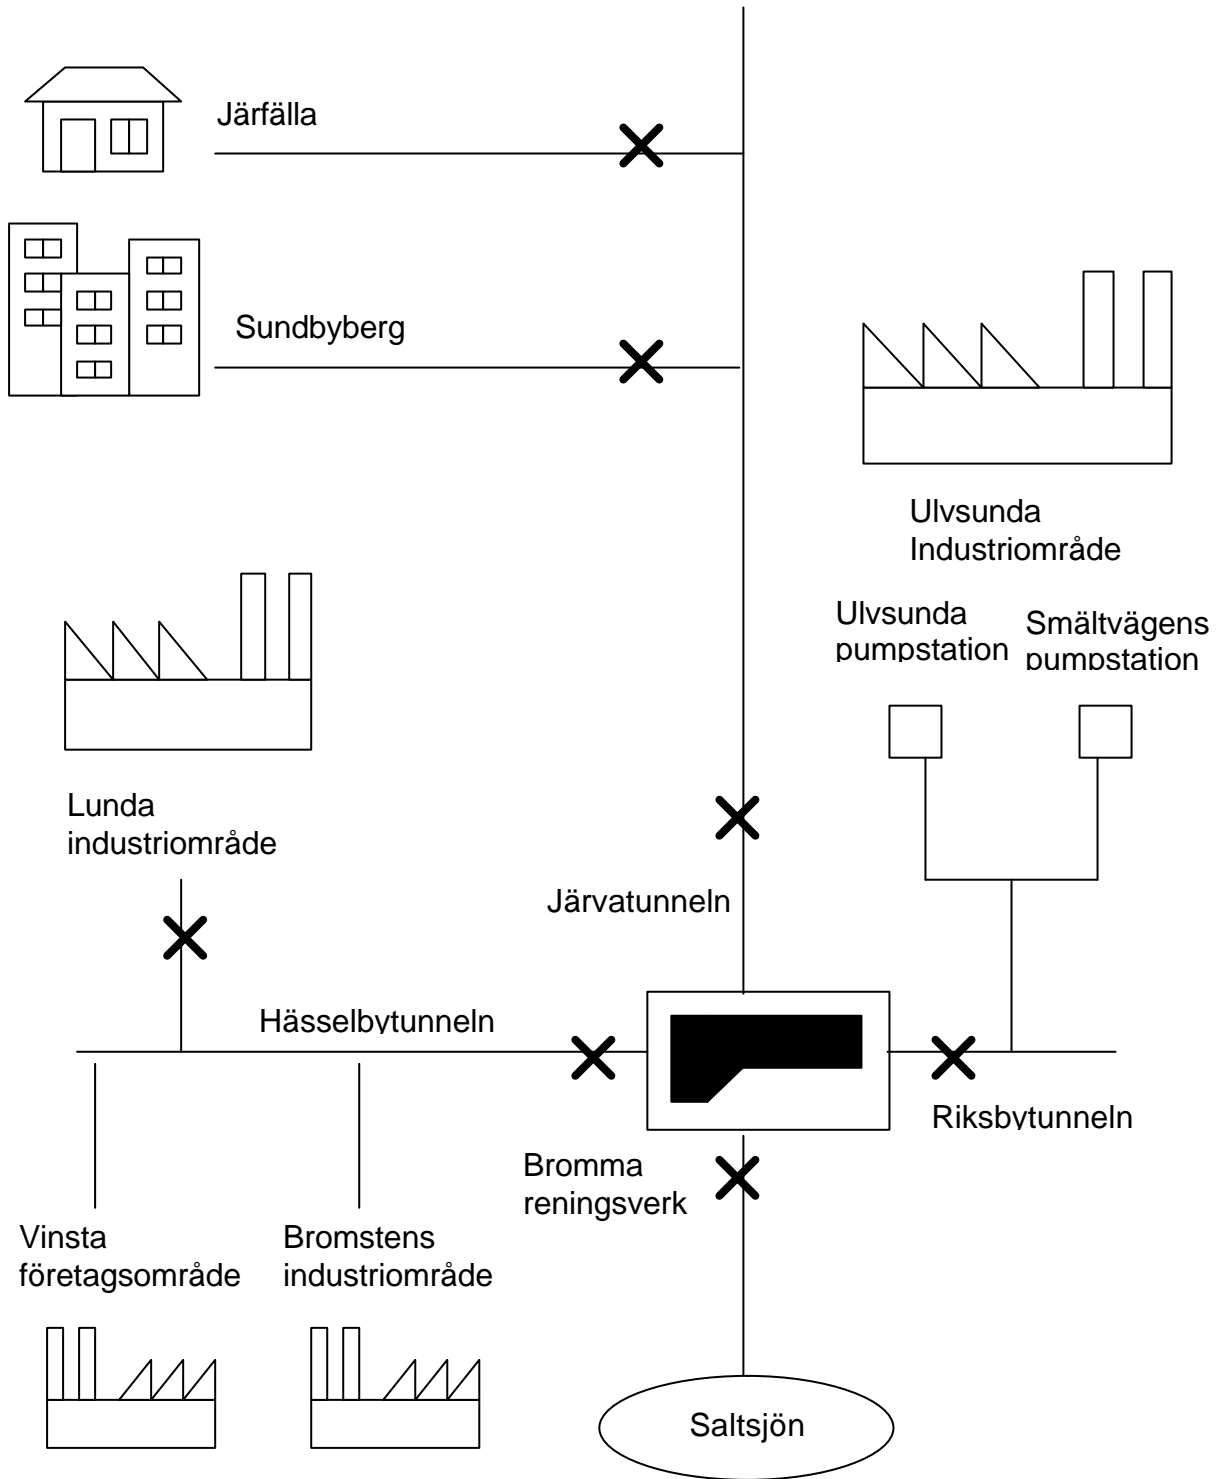 Järfälla
Sundbyberg
Ulvsunda
Industriområde
Ulvsunda
pumpstation
Smältvägens
pumpstation
Lunda
industriområde
Järvatunneln
Hässelbytunneln
Riksbytunneln
Bromma
reningsverk
Vinsta
företagsområde
Bromstens
industriområde
Saltsjön